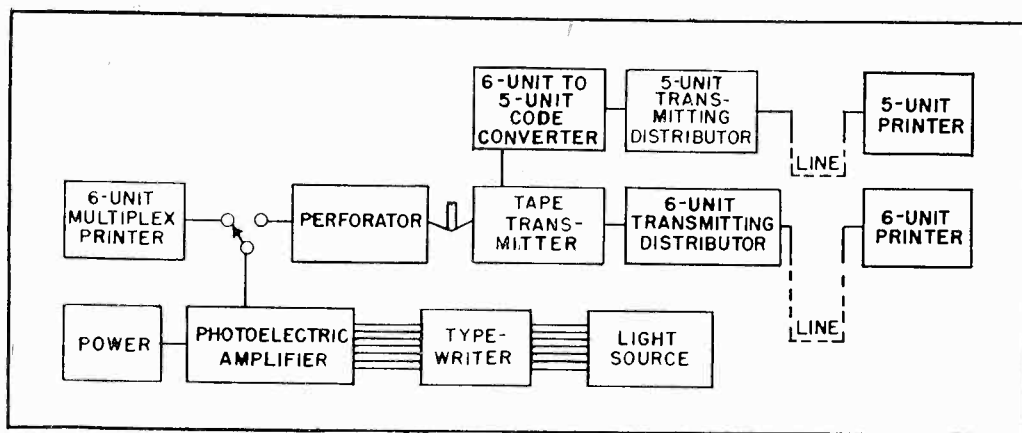 6-UNIT TO
5-UNIT
CODE
CONVERTER
5-UNIT
TRANS-
MITTING
DISTRIBUTOR
LINE
5-UNIT
PRINTER
6-UNIT
MULTIPLEX
PRINTER
PERFORATOR
TAPE
TRANS-
MITTER
6-UNIT
TRANSMITTING
DISTRIBUTOR
LINE
6-UNIT
PRINTER
POWER
PHOTOELECTRIC
AMPLIFIER
TYPE-
WRITER
LIGHT
SOURCE